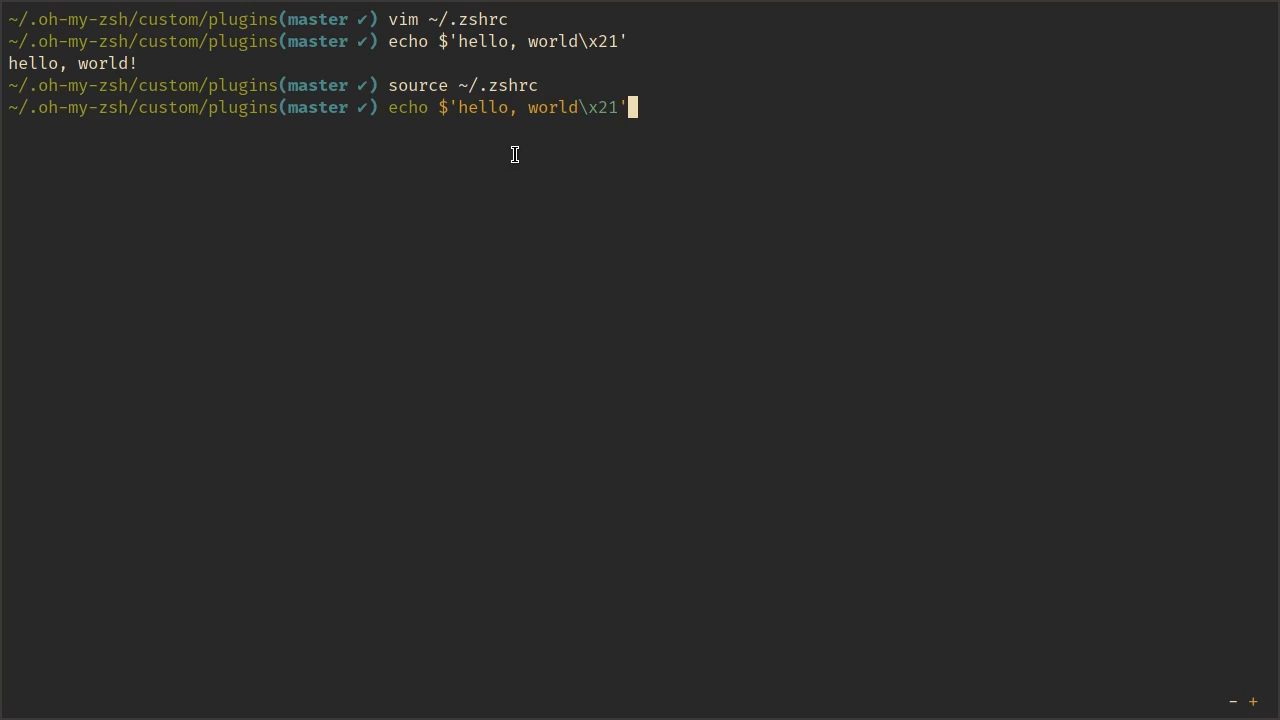 ~/.oh-my-zsh/custom/plugins(master ✔) vim ~/.zshrc
~/.oh-my-zsh/custom/plugins(master ✔) echo $'hello, world\x21'
hello, world!
~/.oh-my-zsh/custom/plugins(master ✔) source ~/.zshrc
~/.oh-my-zsh/custom/plugins(master ✔) echo $'hello, world\x21'
- +